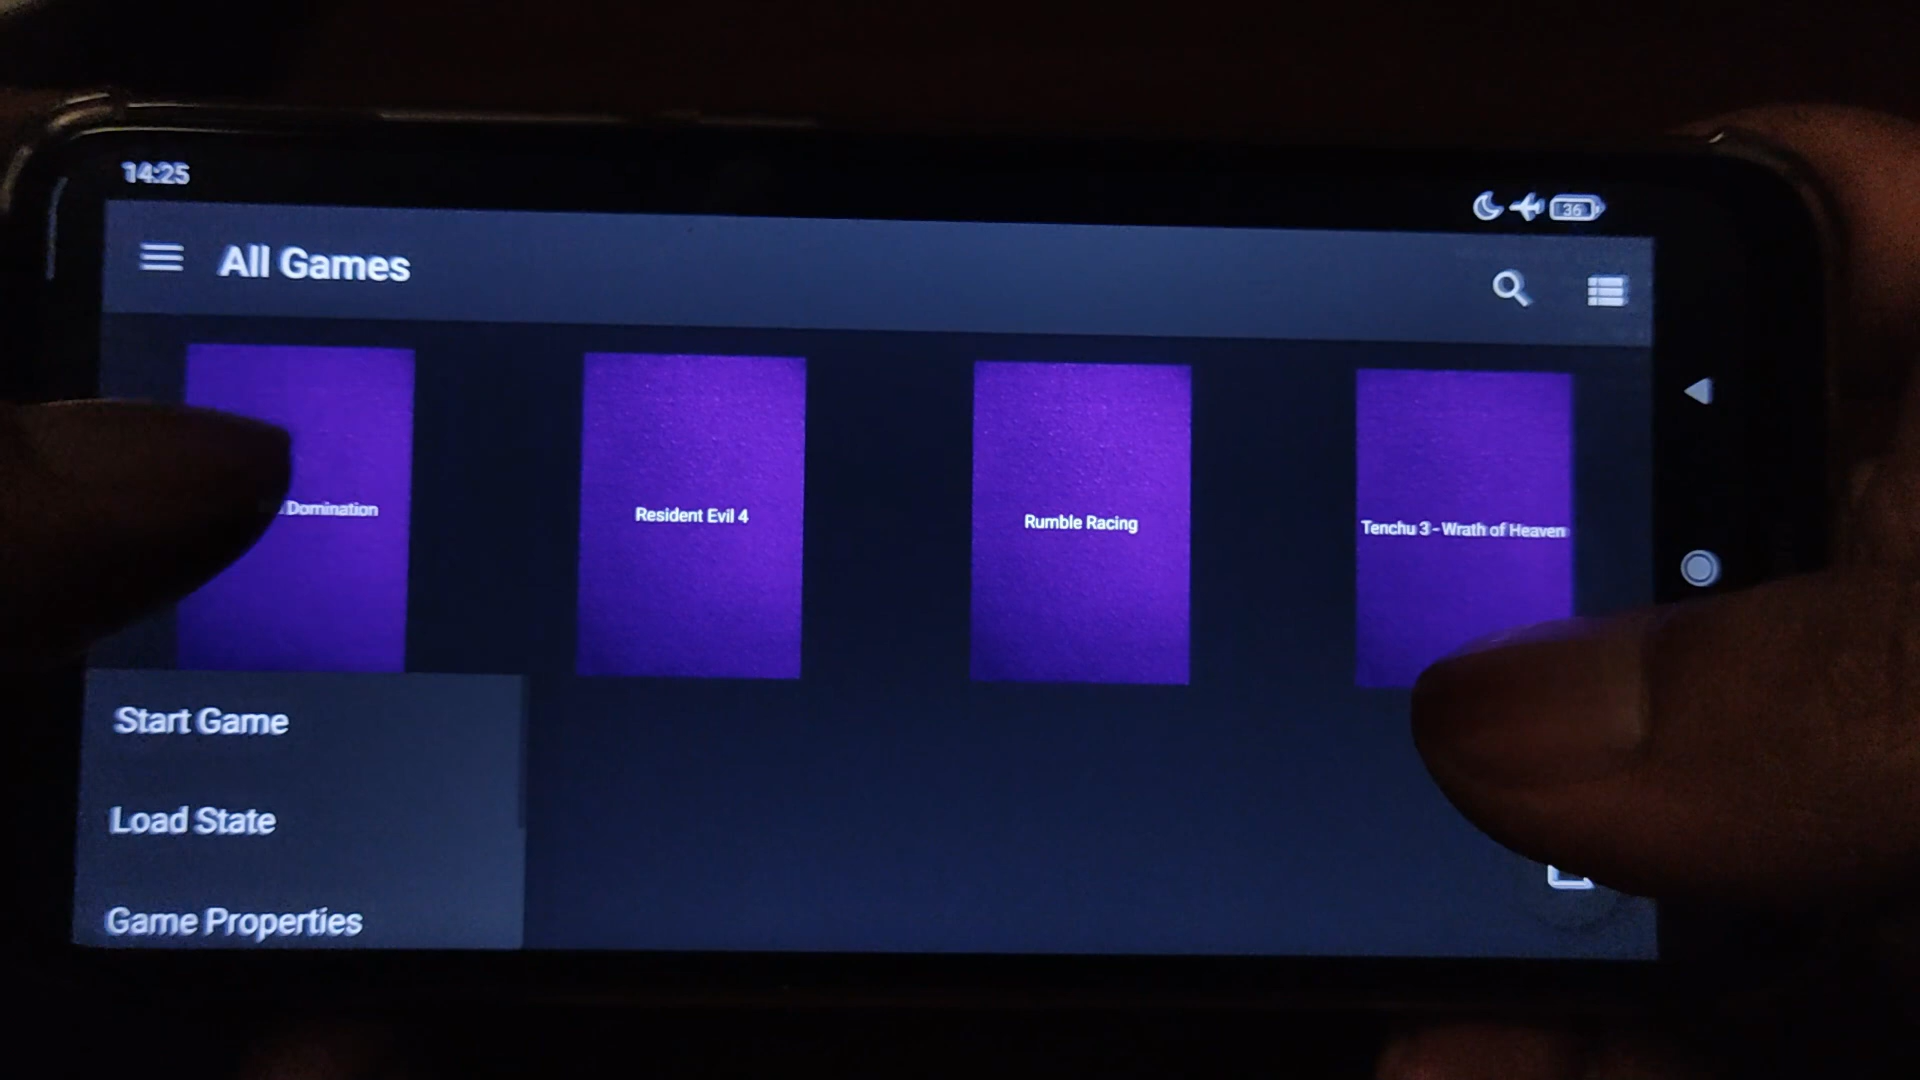 14:25
36
All Games
Domination
Resident Evil 4
Rumble Racing
Tenchu 3 - Wrath of Heaven
Start Game
Load State
Game Properties